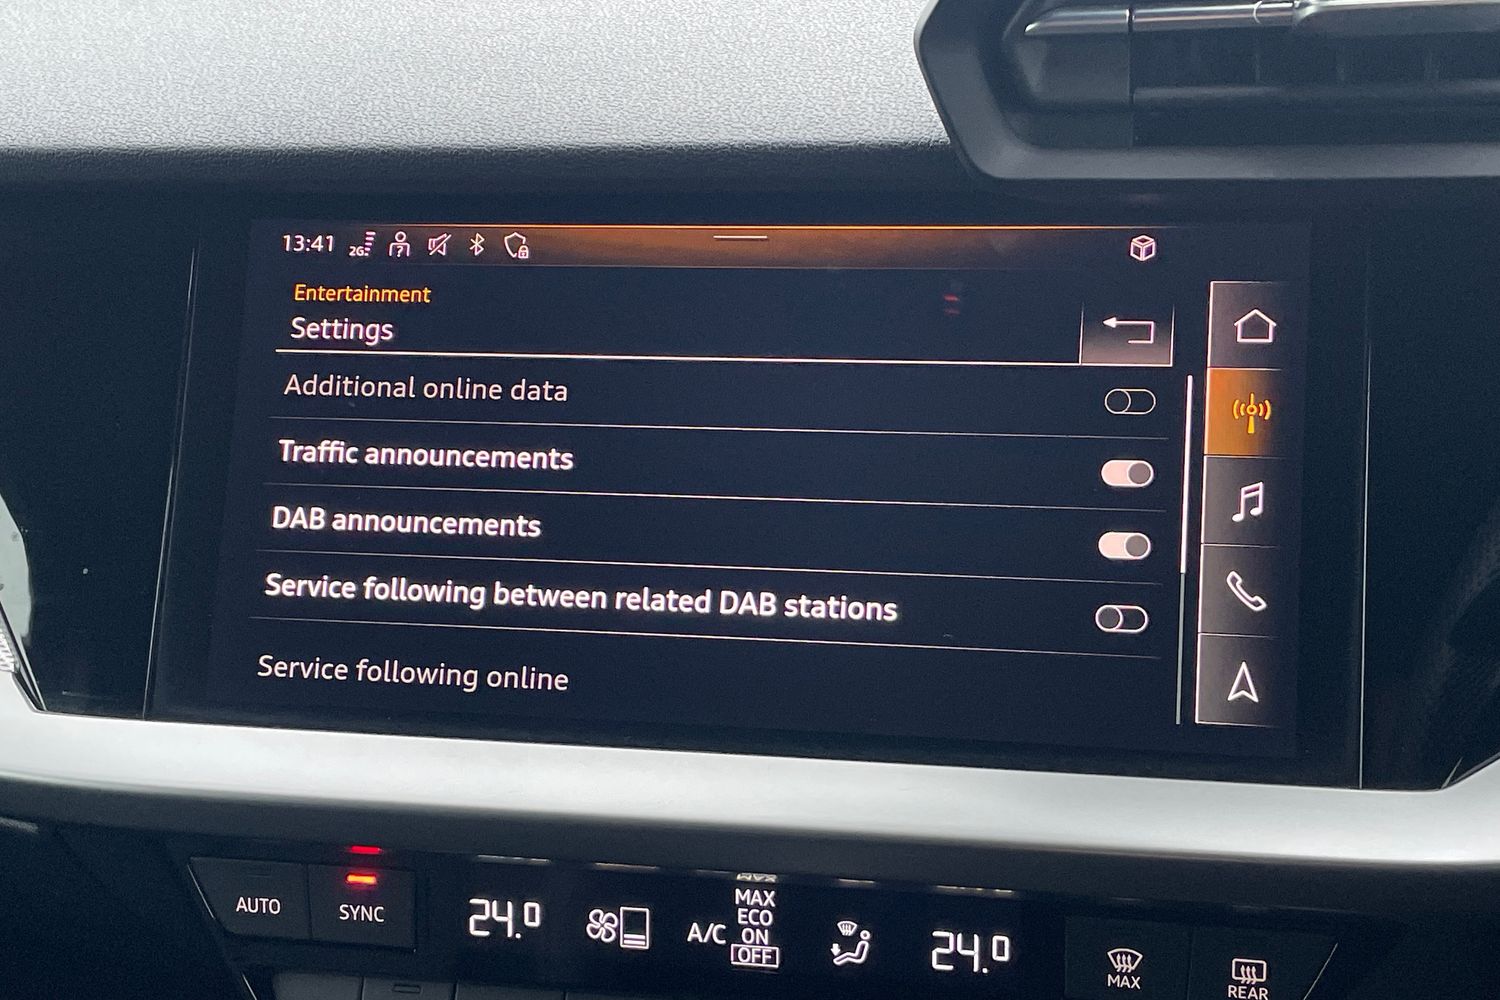 13:41 2G
Entertainment
Settings
Additional online data
Traffic announcements
DAB announcements
Service following between related DAB stations
Service following online
AUTO
SYNC
24.0
A/C
MAX
ECO
ON
OFF
24.0
MAX
REAR